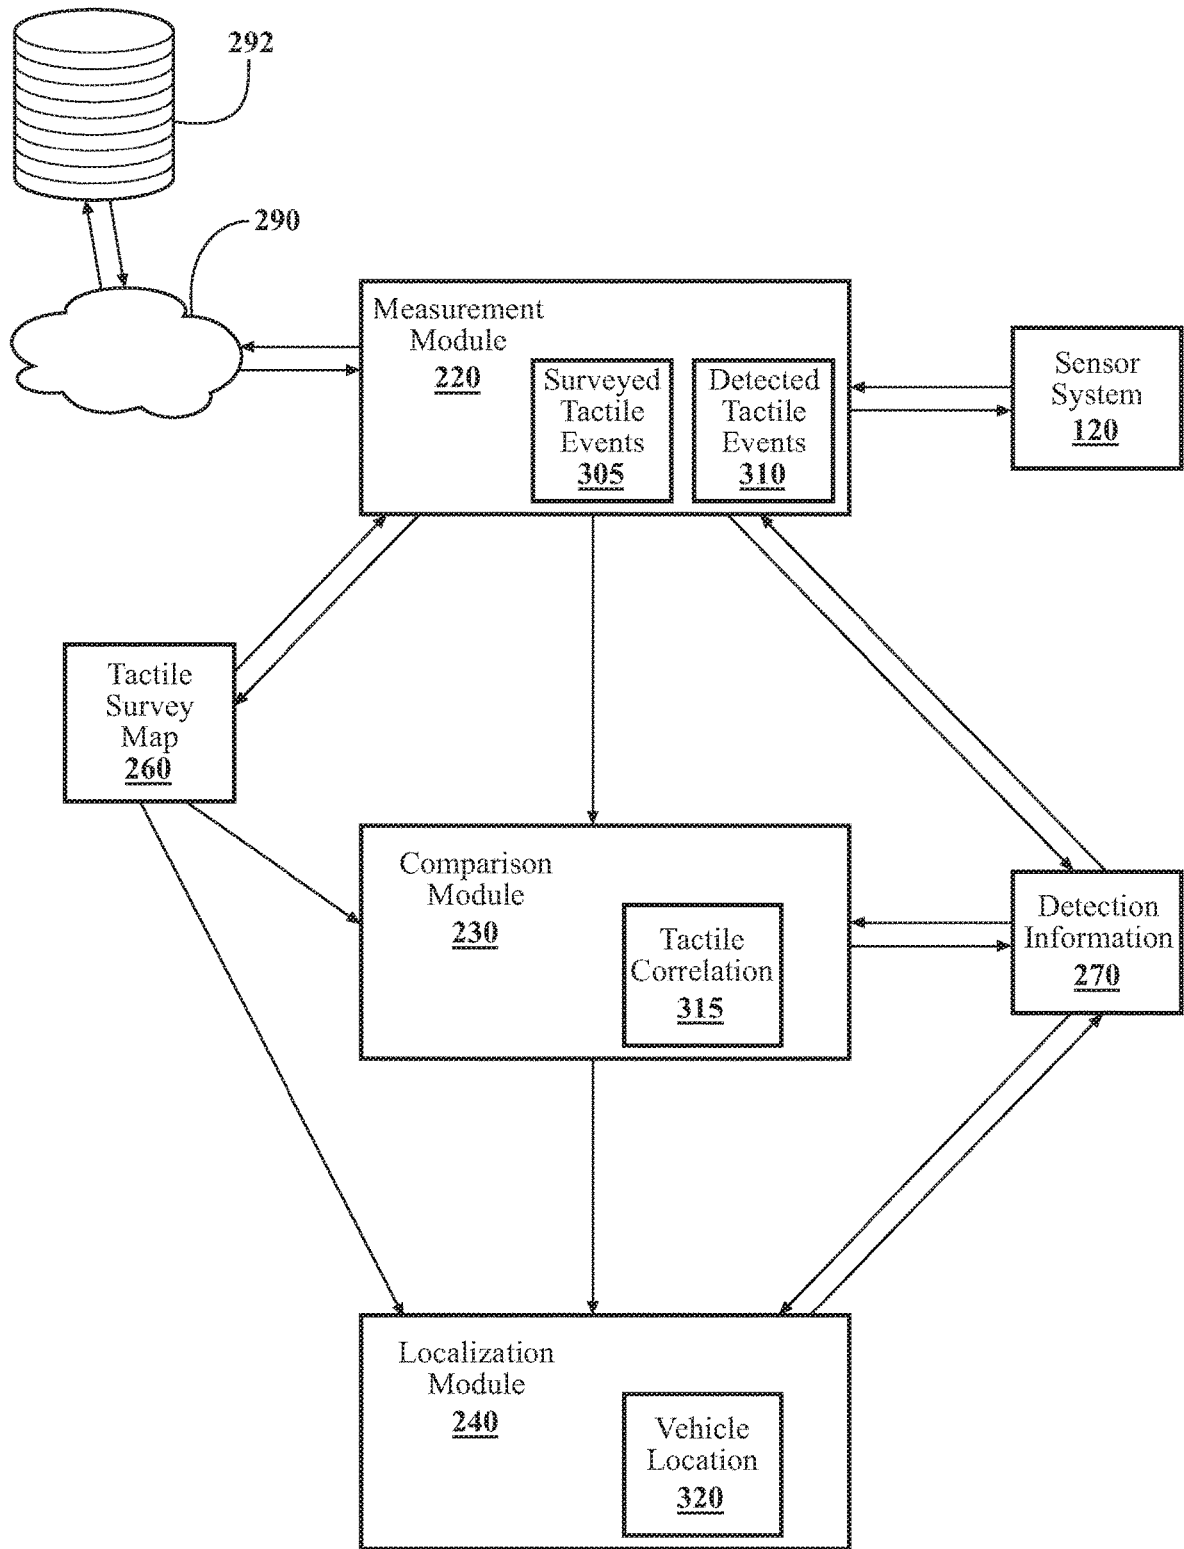 292
290
Measurement
Module
220
Surveyed
Tactile
Events
305
Detected
Tactile
Events
310
Sensor
System
120
Tactile
Survey
Map
260
Comparison
Module
230
Tactile
Correlation
315
Detection
Information
270
Localization
Module
240
Vehicle
Location
320